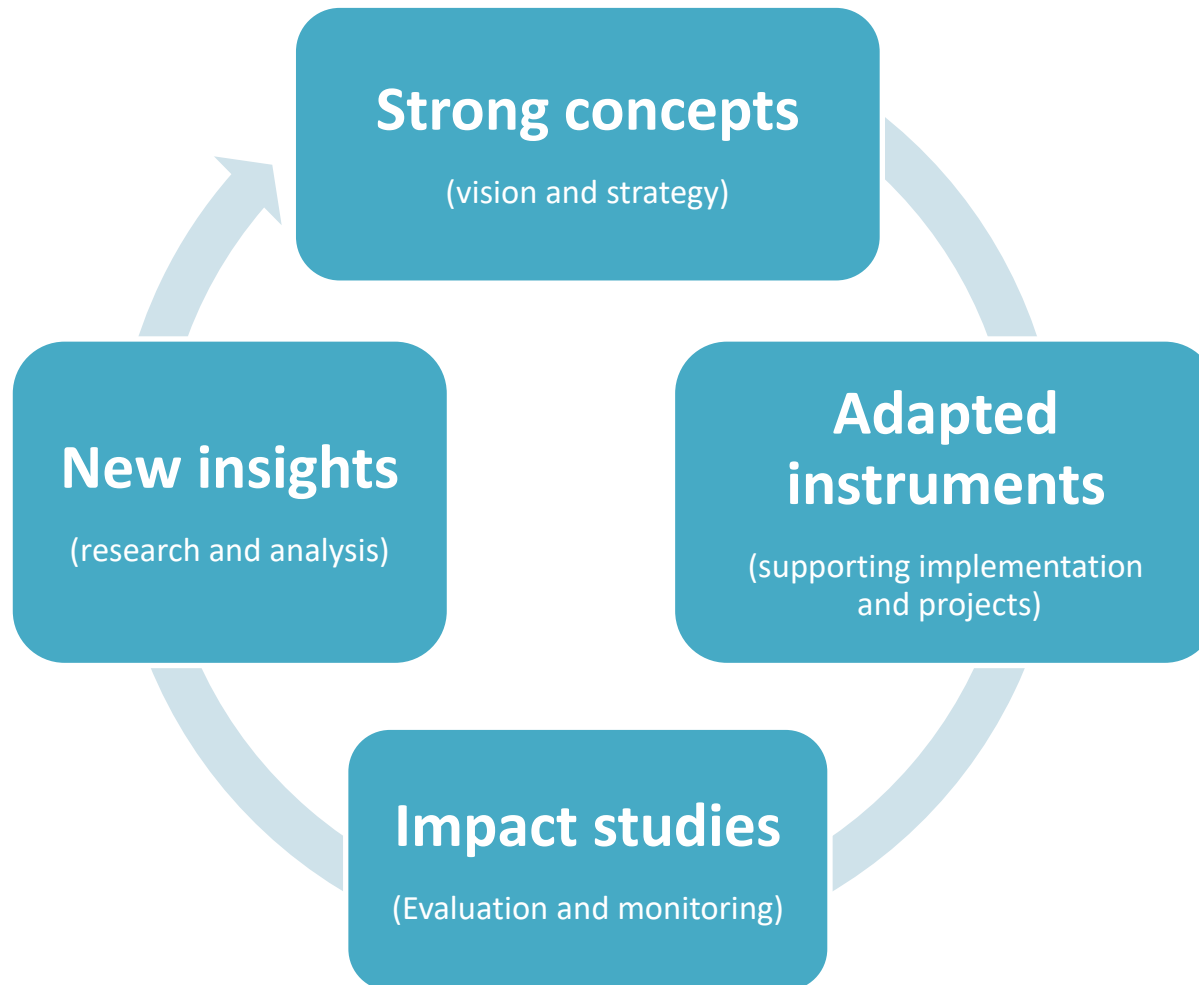 Strong concepts
(vision and strategy)
Adapted
instruments
(supporting implementation
and projects)
Impact studies
(Evaluation and monitoring)
New insights
(research and analysis)